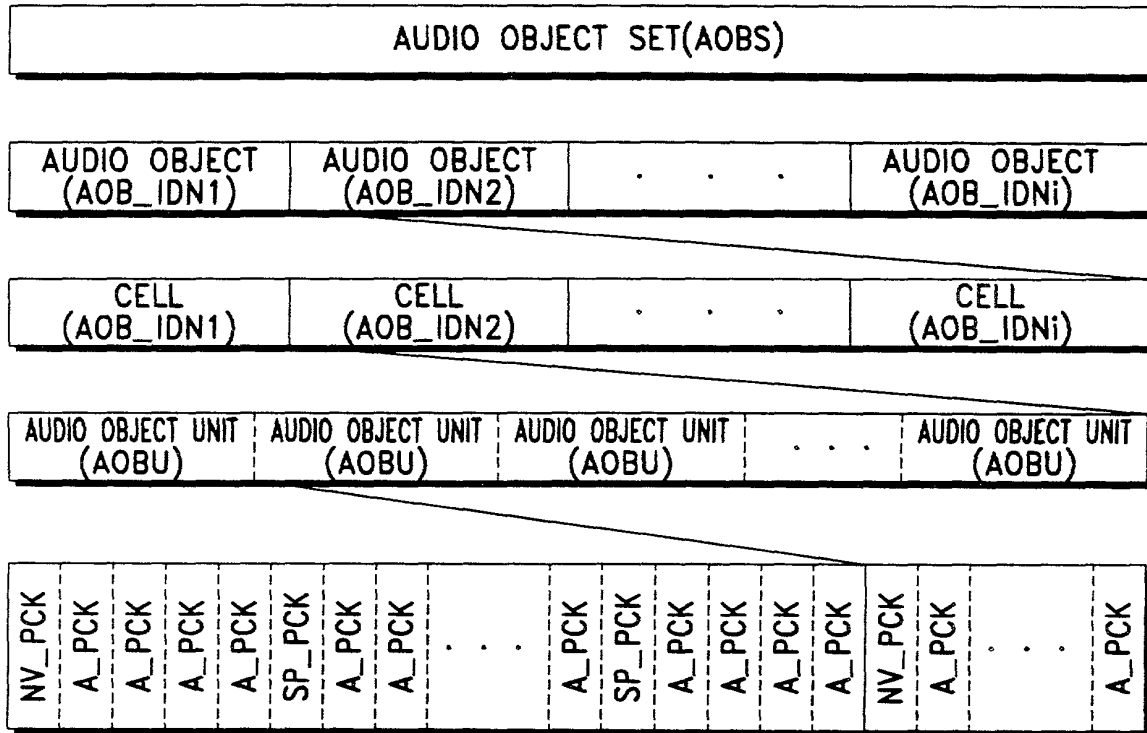 AUDIO OBJECT SET(AOBS)
AUDIO OBJECT
(AOB_IDN1)
AUDIO OBJECT
(AOB_IDN2)
. . .
AUDIO OBJECT
(AOB_IDNi)
CELL
(AOB_IDN1)
CELL
(AOB_IDN2)
. . .
CELL
(AOB_IDNi)
AUDIO OBJECT UNIT
(AOBU)
AUDIO OBJECT UNIT
(AOBU)
AUDIO OBJECT UNIT
(AOBU)
. . .
AUDIO OBJECT UNIT
(AOBU)
NV_PCK
A_PCK
A_PCK
A_PCK
A_PCK
SP_PCK
A_PCK
A_PCK
. . .
A_PCK
SP_PCK
A_PCK
A_PCK
A_PCK
A_PCK
NV_PCK
A_PCK
. . .
A_PCK